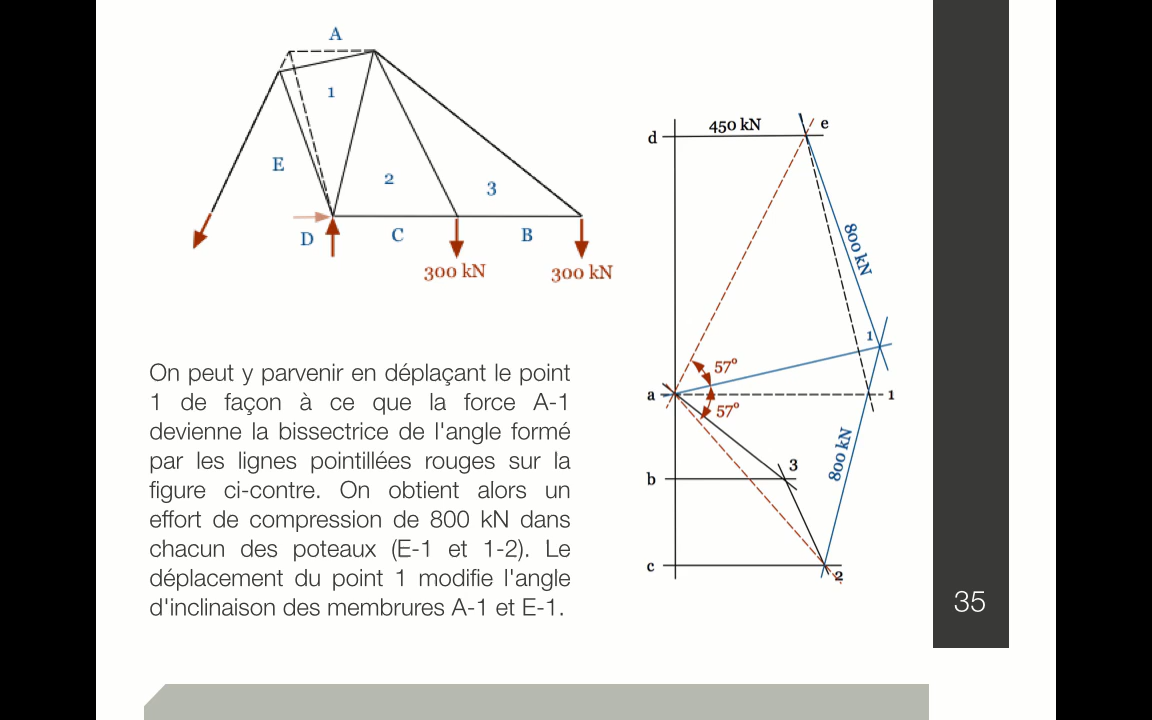 A
1
E
2
3
D
C
B
300 kN
300 kN
d
450 kN
e
800 kN
1
57°
a
1
57°
800 kN
3
b
c
2
On peut y parvenir en déplaçant le point
1 de façon à ce que la force A-1
devienne la bissectrice de l'angle formé
par les lignes pointillées rouges sur la
figure ci-contre. On obtient alors un
effort de compression de 800 kN dans
chacun des poteaux (E-1 et 1-2). Le
déplacement du point 1 modifie l'angle
d'inclinaison des membrures A-1 et E-1.
35